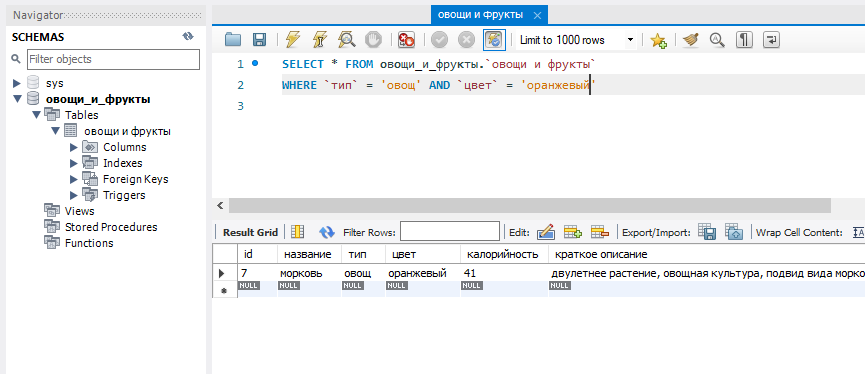 Navigator
SCHEMAS
Filter objects
sys
овощи_и_фрукты
Tables
овощи и фрукты
Columns
Indexes
Foreign Keys
Triggers
Views
Stored Procedures
Functions
овощи и фрукты
Limit to 1000 rows
1 SELECT * FROM овощи_и_фрукты.`овощи и фрукты`
2 WHERE `тип` = 'овощ' AND `цвет` = 'оранжевый'
3
Result Grid Filter Rows: Edit: Export/Import: Wrap Cell Content:
id название тип цвет калорийность краткое описание
7 морковь овощ оранжевый 41 двулетнее растение, овощная культура, подвид вида морко
NULL NULL NULL NULL NULL NULL